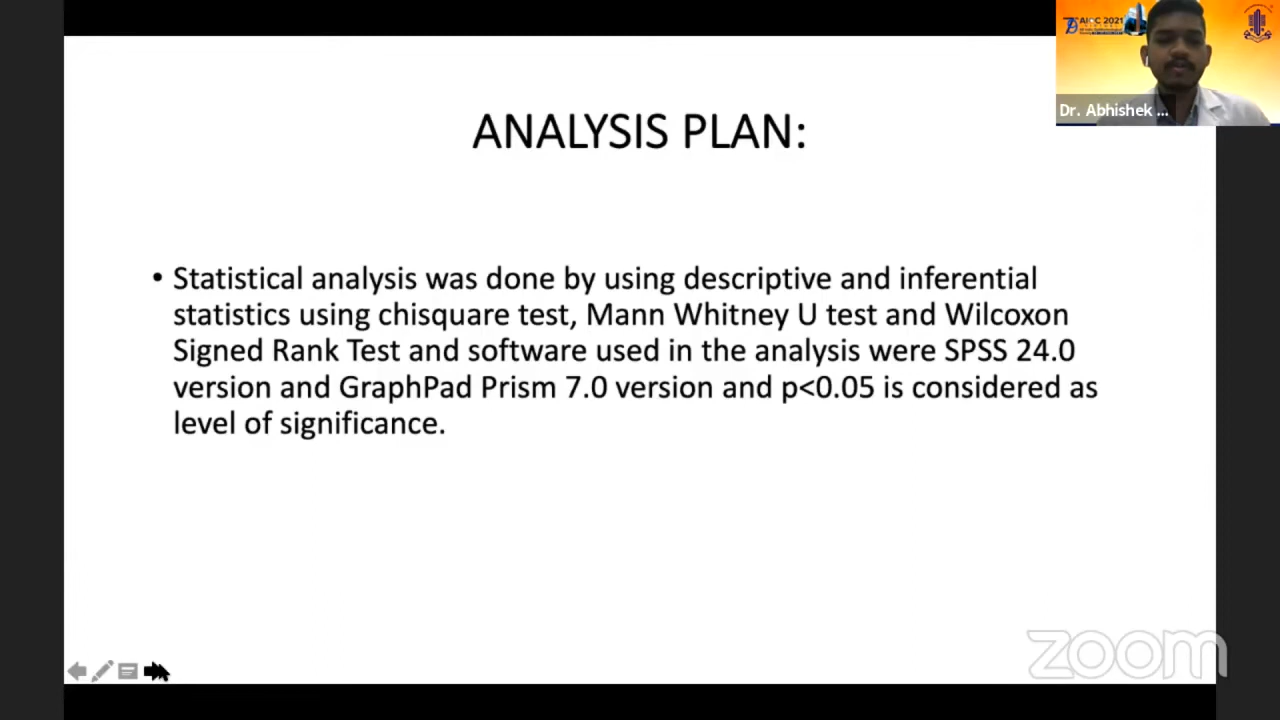 AIOC 2021
Dr. Abhishek ...
ANALYSIS PLAN:
• Statistical analysis was done by using descriptive and inferential
statistics using chisquare test, Mann Whitney U test and Wilcoxon
Signed Rank Test and software used in the analysis were SPSS 24.0
version and GraphPad Prism 7.0 version and p<0.05 is considered as
level of significance.
zoom